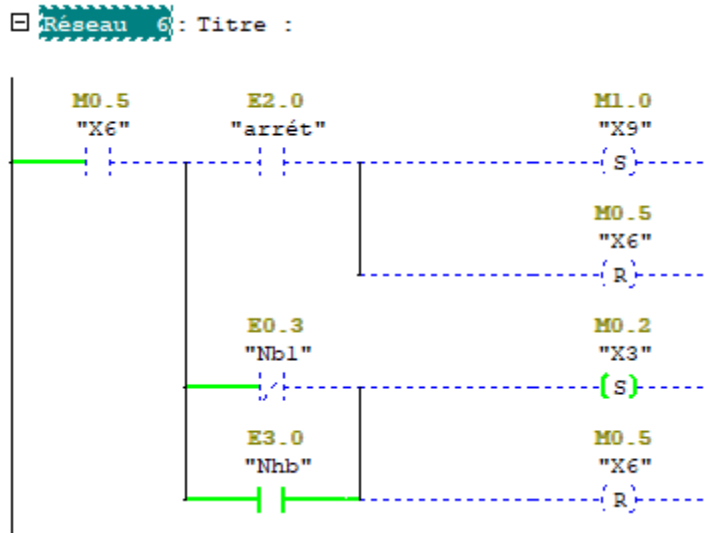 Réseau 6 : Titre :
M0.5 E2.0 M1.0
"X6" "arrét" "X9"
S
M0.5
"X6"
R
E0.3 M0.2
"Nb1" "X3"
S
E3.0 M0.5
"Nhb" "X6"
R